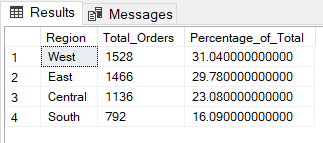 Results Messages
Region Total_Orders Percentage_of_Total
1 West 1528 31.040000000000
2 East 1466 29.780000000000
3 Central 1136 23.080000000000
4 South 792 16.090000000000